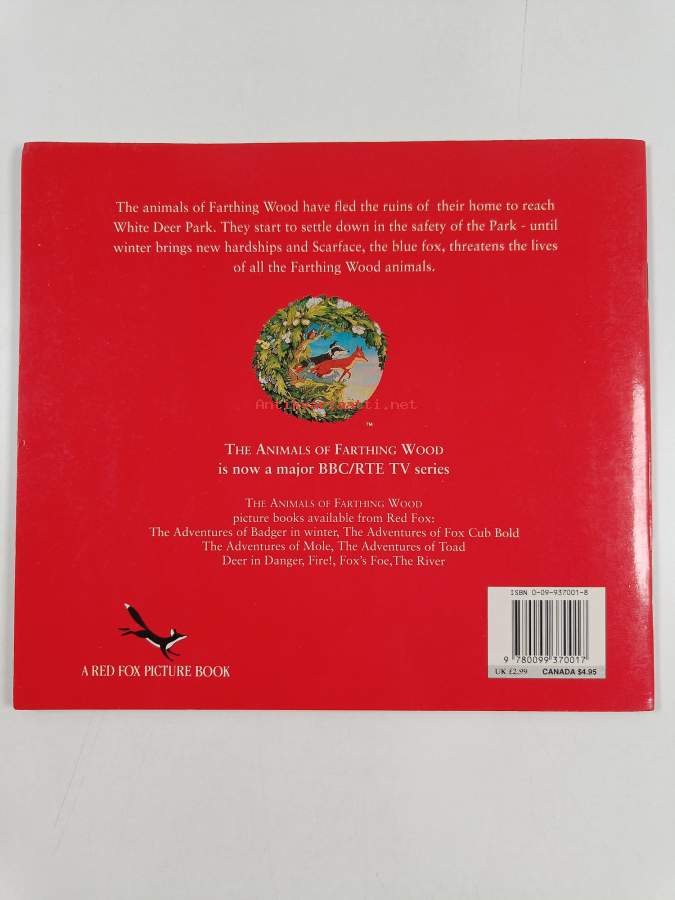 The animals of Farthing Wood have fled the ruins of their home to reach
White Deer Park. They start to settle down in the safety of the Park - until
winter brings new hardships and Scarface, the blue fox, threatens the lives
of all the Farthing Wood animals.
Antikvariaatti.net
™
THE ANIMALS OF FARTHING WOOD
is now a major BBC/RTE TV series
THE ANIMALS OF FARTHING WOOD
picture books available from Red Fox:
The Adventures of Badger in winter, The Adventures of Fox Cub Bold
The Adventures of Mole, The Adventures of Toad
Deer in Danger, Fire!, Fox's Foe,The River
ISBN 0-09-937001-8
9 780099 370017
UK £2.99 CANADA $4.95
A RED FOX PICTURE BOOK